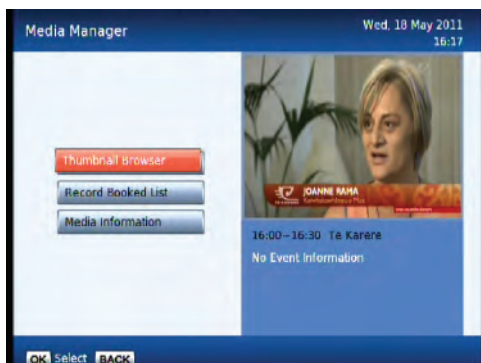 Media Manager
Wed, 18 May 2011
16:17
Thumbnail Browser
Record Booked List
Media Information
JOANNE RAMA
16:00~16:30 Te Karere
No Event Information
OK Select BACK